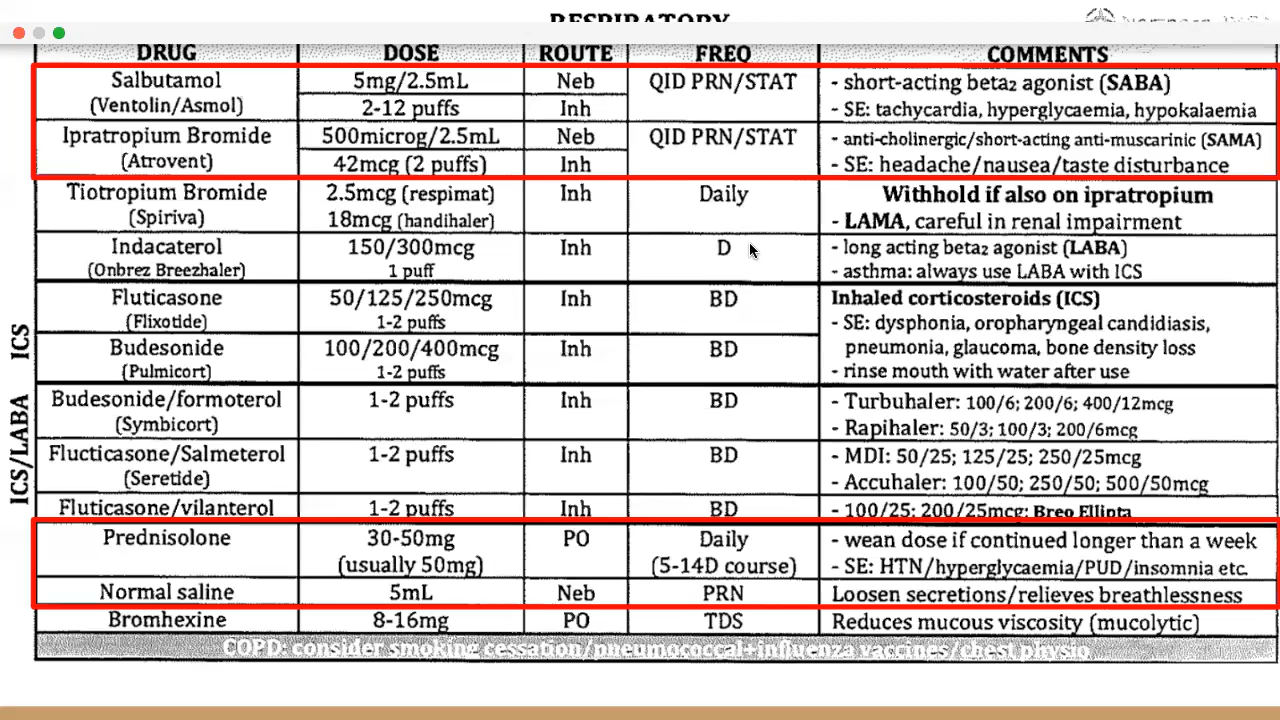 RESPIRATORY
DRUG DOSE ROUTE FREQ COMMENTS
Salbutamol 5mg/2.5mL Neb QID PRN/STAT - short-acting beta2 agonist (SABA)
(Ventolin/Asmol) 2-12 puffs Inh - SE: tachycardia, hyperglycaemia, hypokalaemia
Ipratropium Bromide 500microg/2.5mL Neb QID PRN/STAT - anti-cholinergic/short-acting anti-muscarinic (SAMA)
(Atrovent) 42mcg (2 puffs) Inh - SE: headache/nausea/taste disturbance
Tiotropium Bromide 2.5mcg (respimat) Inh Daily Withhold if also on ipratropium
(Spiriva) 18mcg (handihaler) - LAMA, careful in renal impairment
Indacaterol 150/300mcg Inh D - long acting beta2 agonist (LABA)
(Onbrez Breezhaler) 1 puff - asthma: always use LABA with ICS
ICS
Fluticasone 50/125/250mcg Inh BD Inhaled corticosteroids (ICS)
(Flixotide) 1-2 puffs - SE: dysphonia, oropharyngeal candidiasis,
Budesonide 100/200/400mcg Inh BD pneumonia, glaucoma, bone density loss
(Pulmicort) 1-2 puffs - rinse mouth with water after use
ICS/LABA
Budesonide/formoterol 1-2 puffs Inh BD - Turbuhaler: 100/6; 200/6; 400/12mcg
(Symbicort) - Rapihaler: 50/3; 100/3; 200/6mcg
Flucticasone/Salmeterol 1-2 puffs Inh BD - MDI: 50/25; 125/25; 250/25mcg
(Seretide) - Accuhaler: 100/50; 250/50; 500/50mcg
Fluticasone/vilanterol 1-2 puffs Inh BD - 100/25; 200/25mcg: Breo Ellipta
Prednisolone 30-50mg PO Daily - wean dose if continued longer than a week
(usually 50mg) (5-14D course) - SE: HTN/hyperglycaemia/PUD/insomnia etc.
Normal saline 5mL Neb PRN Loosen secretions/relieves breathlessness
Bromhexine 8-16mg PO TDS Reduces mucous viscosity (mucolytic)
COPD: consider smoking cessation/pneumococcal+influenza vaccines/chest physio